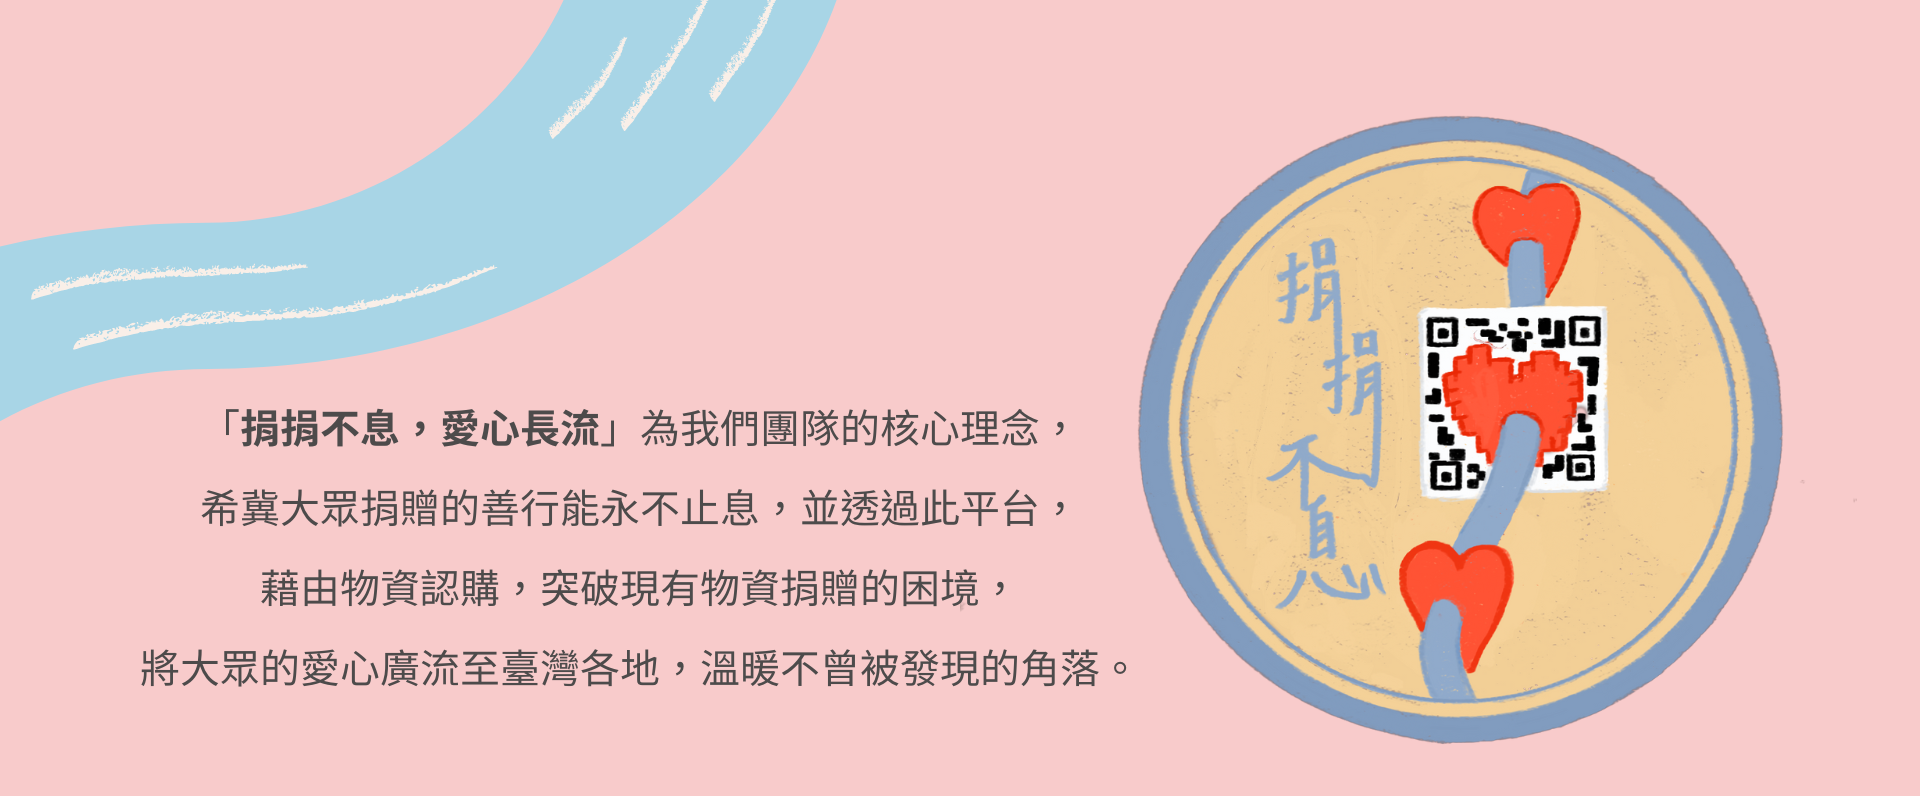 「捐捐不息，愛心長流」為我們團隊的核心理念，
希冀大眾捐贈的善行能永不止息，並透過此平台，
藉由物資認購，突破現有物資捐贈的困境，
將大眾的愛心廣流至臺灣各地，溫暖不曾被發現的角落。
捐捐不息